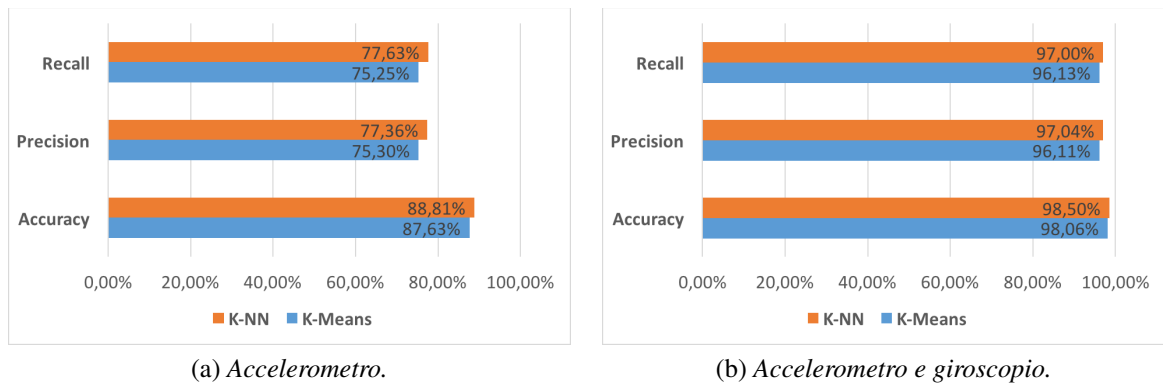 Recall
77,63%
75,25%
Precision
77,36%
75,30%
Accuracy
88,81%
87,63%
0,00% 20,00% 40,00% 60,00% 80,00% 100,00%
K-NN K-Means
(a) Accelerometro.
Recall
97,00%
96,13%
Precision
97,04%
96,11%
Accuracy
98,50%
98,06%
0,00% 20,00% 40,00% 60,00% 80,00% 100,00%
K-NN K-Means
(b) Accelerometro e giroscopio.